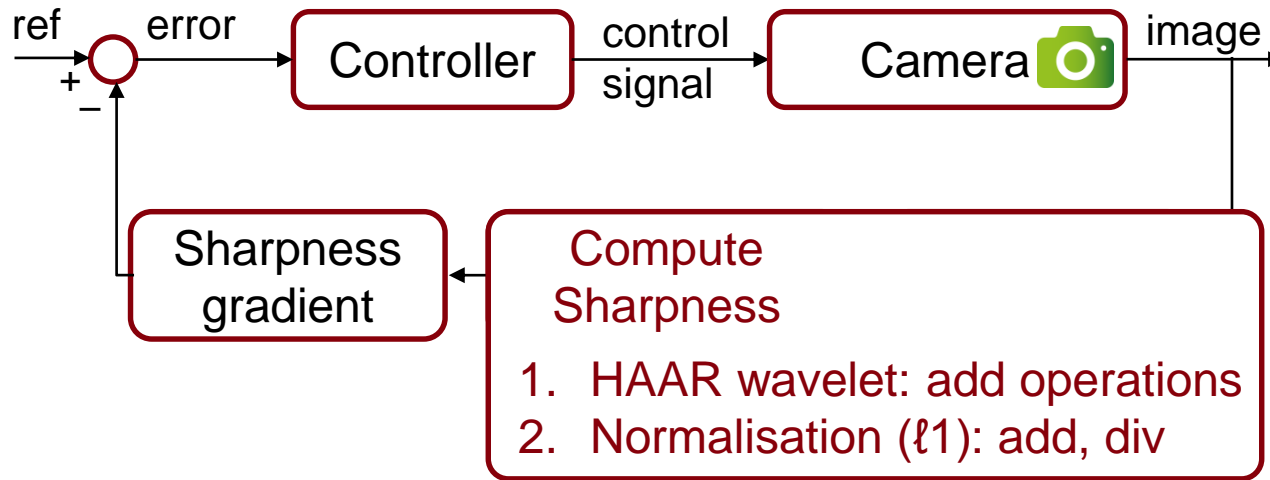 ref
error
+
–
Controller
control
signal
Camera
image
Sharpness
gradient
Compute
Sharpness
1. HAAR wavelet: add operations
2. Normalisation (ℓ1): add, div